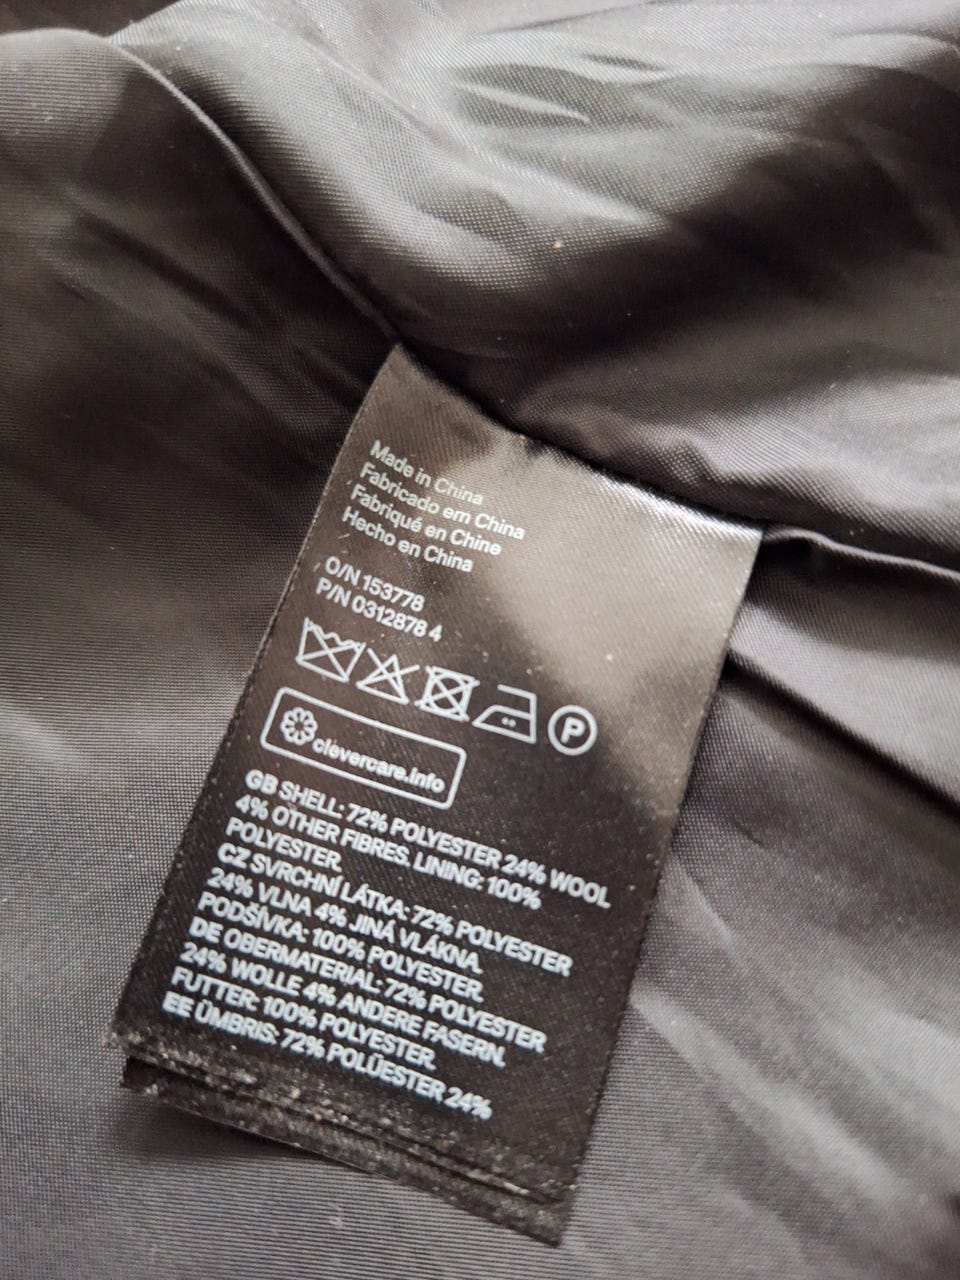 Made in China
Fabricado em China
Fabriqué en Chine
Hecho en China
O/N 153778
P/N 0312878 4
P
clevercare.info
GB SHELL: 72% POLYESTER 24% WOOL
4% OTHER FIBRES. LINING: 100%
POLYESTER.
CZ SVRCHNÍ LÁTKA: 72% POLYESTER
24% VLNA 4% JINÁ VLÁKNA.
PODŠÍVKA: 100% POLYESTER.
DE OBERMATERIAL: 72% POLYESTER
24% WOLLE 4% ANDERE FASERN.
FUTTER: 100% POLYESTER.
EE ÜMBRIS: 72% POLÜESTER 24%